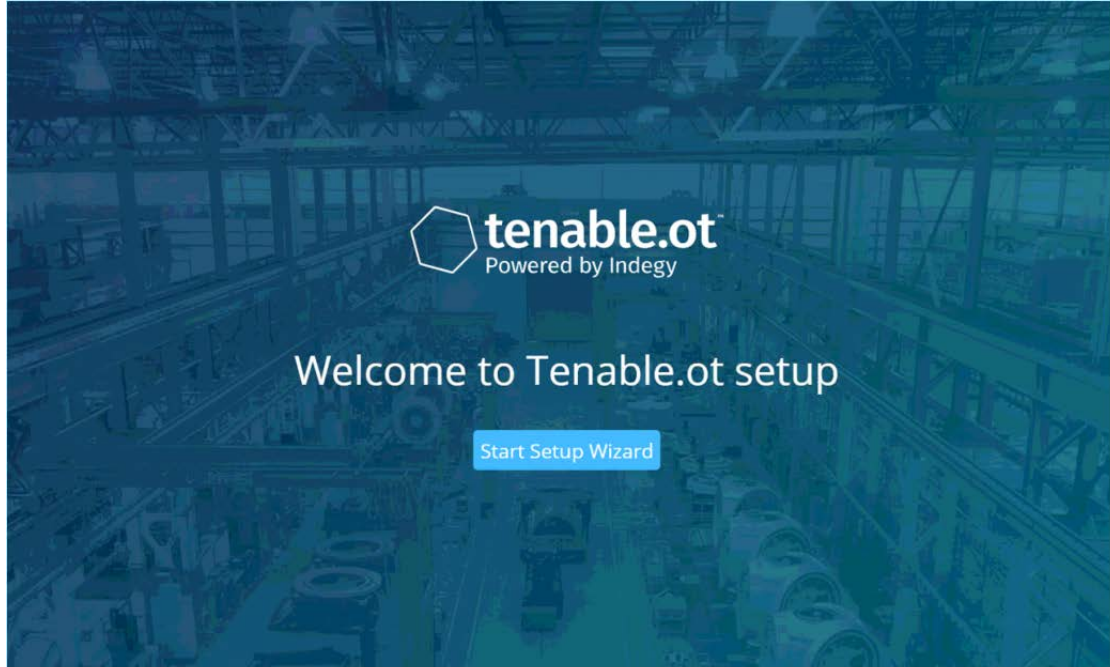 tenable.ot™
Powered by Indegy
Welcome to Tenable.ot setup
Start Setup Wizard